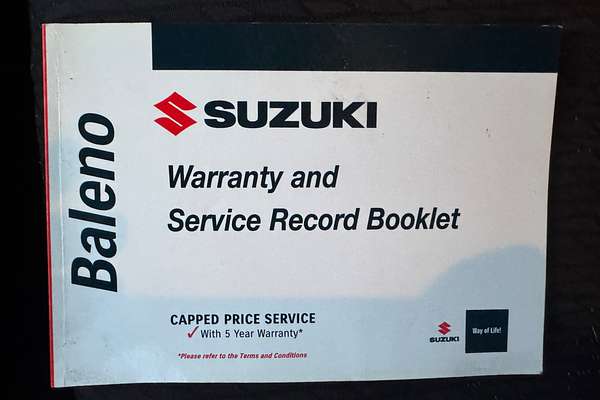 Baleno
SUZUKI
Warranty and
Service Record Booklet
CAPPED PRICE SERVICE
With 5 Year Warranty*
*Please refer to the Terms and Conditions
SUZUKI
Way of Life!